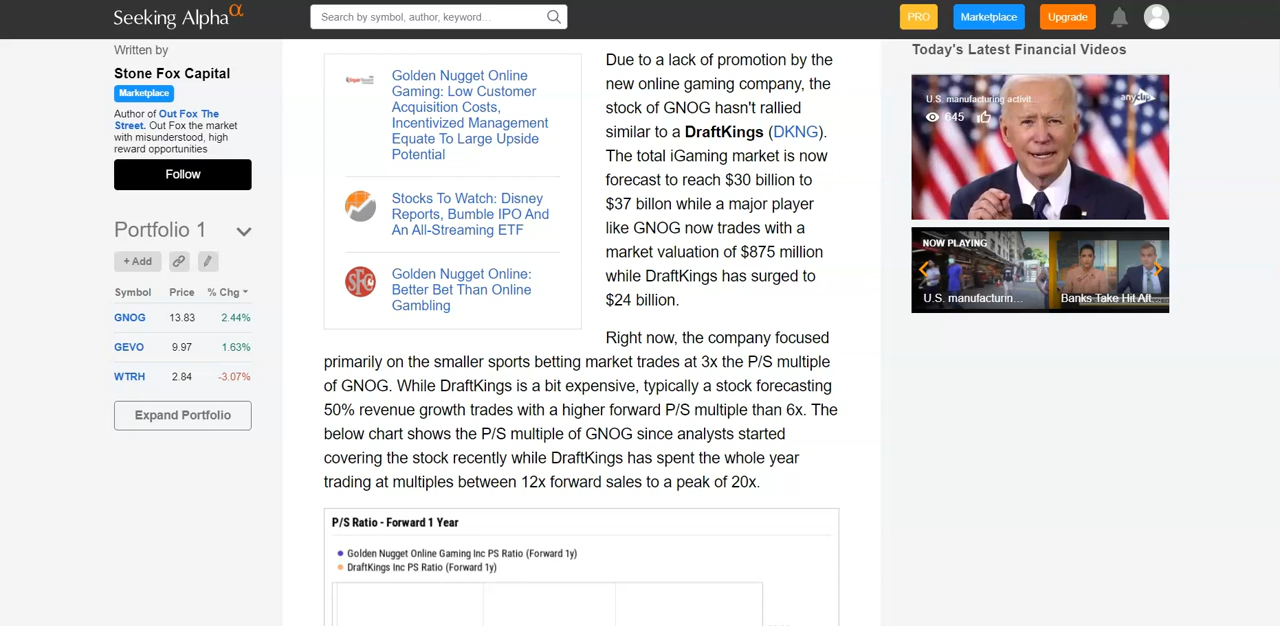 Seeking Alpha α
Search by symbol, author, keyword...
PRO
Marketplace
Upgrade
Written by
Stone Fox Capital
Marketplace
Author of Out Fox The
Street. Out Fox the market
with misunderstood, high
reward opportunities
Follow
Portfolio 1
+ Add
Symbol Price % Chg
GNOG 13.83 2.44%
GEVO 9.97 1.63%
WTRH 2.84 -3.07%
Expand Portfolio
Golden Nugget Online
Gaming: Low Customer
Acquisition Costs,
Incentivized Management
Equate To Large Upside
Potential
Stocks To Watch: Disney
Reports, Bumble IPO And
An All-Streaming ETF
SFC
Golden Nugget Online:
Better Bet Than Online
Gambling
Due to a lack of promotion by the
new online gaming company, the
stock of GNOG hasn't rallied
similar to a DraftKings (DKNG).
The total iGaming market is now
forecast to reach $30 billion to
$37 billon while a major player
like GNOG now trades with a
market valuation of $875 million
while DraftKings has surged to
$24 billion.
Right now, the company focused
primarily on the smaller sports betting market trades at 3x the P/S multiple
of GNOG. While DraftKings is a bit expensive, typically a stock forecasting
50% revenue growth trades with a higher forward P/S multiple than 6x. The
below chart shows the P/S multiple of GNOG since analysts started
covering the stock recently while DraftKings has spent the whole year
trading at multiples between 12x forward sales to a peak of 20x.
P/S Ratio - Forward 1 Year
Golden Nugget Online Gaming Inc PS Ratio (Forward 1y)
DraftKings Inc PS Ratio (Forward 1y)
Today's Latest Financial Videos
U.S. manufacturing activit...
anyclip
645
NOW PLAYING
U.S. manufacturin...
Banks Take Hit Aft...